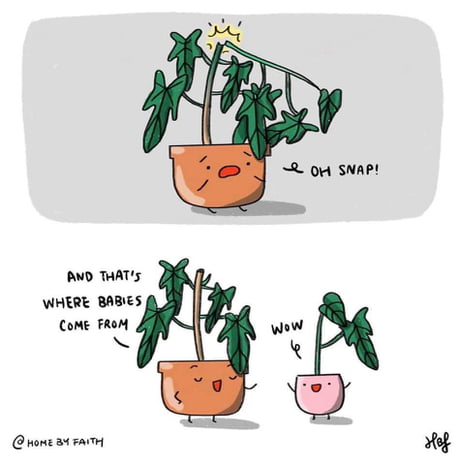 OH SNAP!
AND THAT'S
WHERE BABIES
COME FROM
WOW
@HOME BY FAITH
HBF